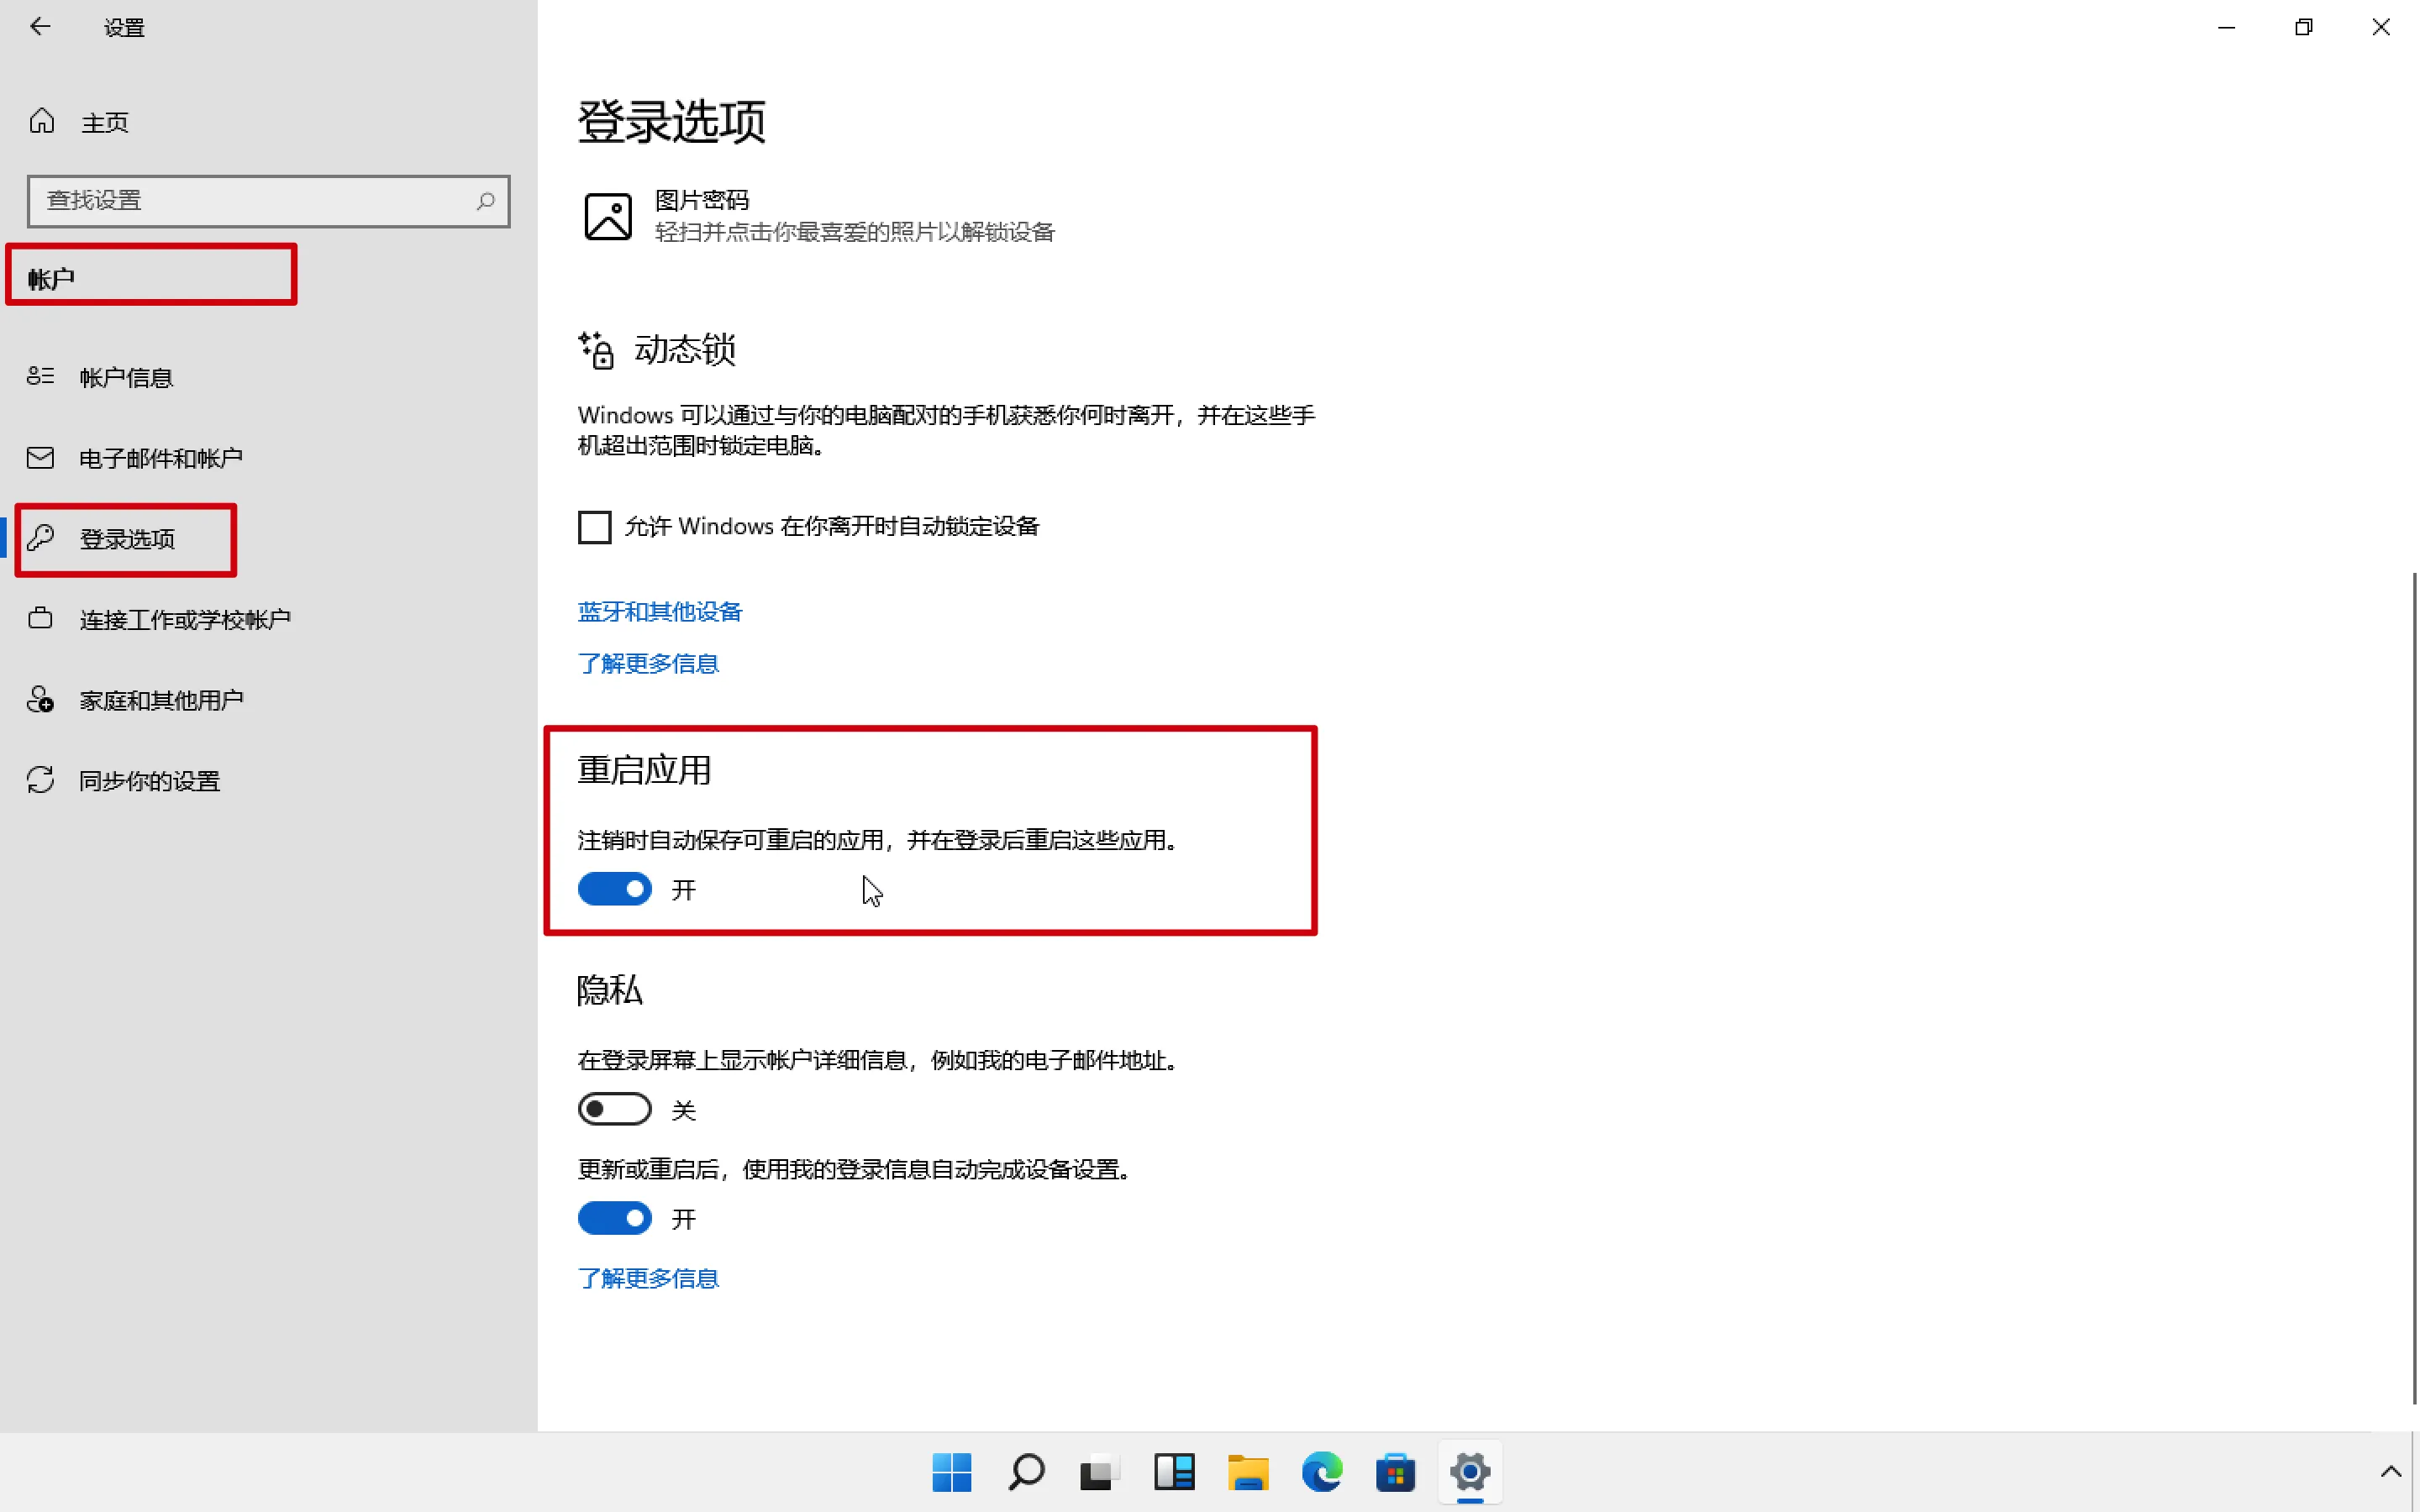 设置
主页
查找设置
帐户
帐户信息
电子邮件和帐户
登录选项
连接工作或学校帐户
家庭和其他用户
同步你的设置
登录选项
图片密码
轻扫并点击你最喜爱的照片以解锁设备
动态锁
Windows 可以通过与你的电脑配对的手机获悉你何时离开，并在这些手
机超出范围时锁定电脑。
允许 Windows 在你离开时自动锁定设备
蓝牙和其他设备
了解更多信息
重启应用
注销时自动保存可重启的应用，并在登录后重启这些应用。
开
隐私
在登录屏幕上显示帐户详细信息，例如我的电子邮件地址。
关
更新或重启后，使用我的登录信息自动完成设备设置。
开
了解更多信息